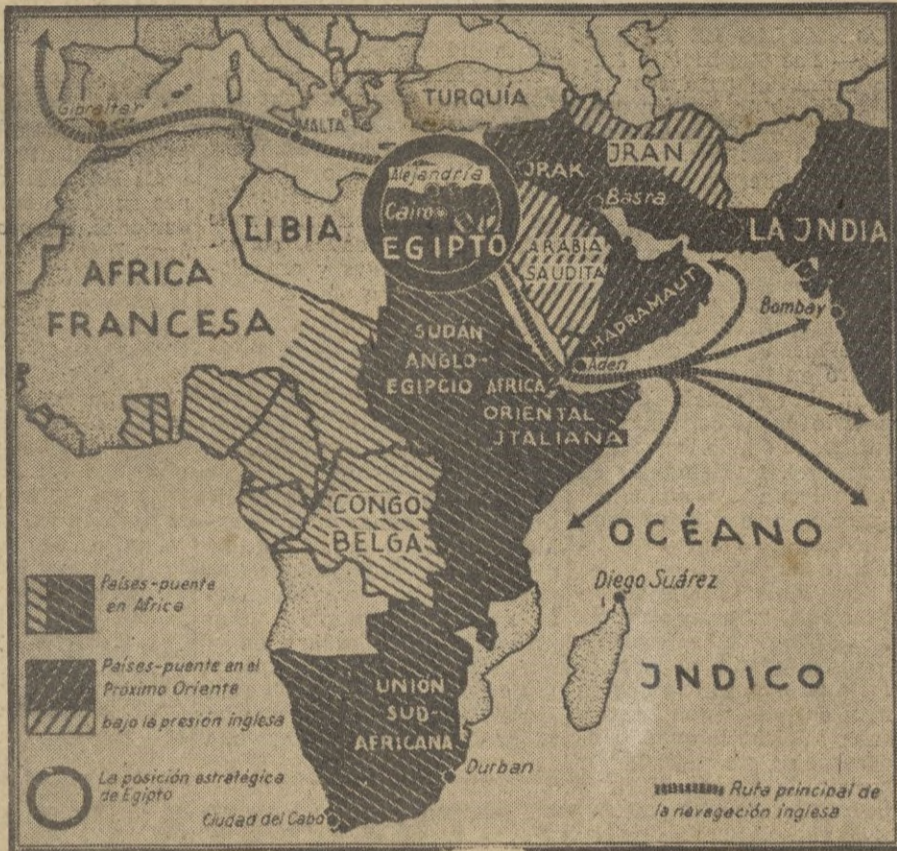 Gibraltar
MALTA
TURQUÍA
Alejandría
Cairo
EGIPTO
LIBIA
JRAK
JRAN
Basra
LA JNDIA
ARABIA
SAUDITA
HADRAMAUT
Bombay
AFRICA
FRANCESA
SUDÁN
ANGLO-
EGIPCIO
Aden
AFRICA
ORIENTAL
JTALIANA
CONGO
BELGA
OCÉANO
Diego Suárez
JNDICO
UNIÓN
SUD-
AFRICANA
Durban
Ciudad del Cabo
Países-puente
en Africa
Países-puente en el
Próximo Oriente
bajo la presión inglesa
La posición estratégica
de Egipto
Ruta principal de
la navegación inglesa